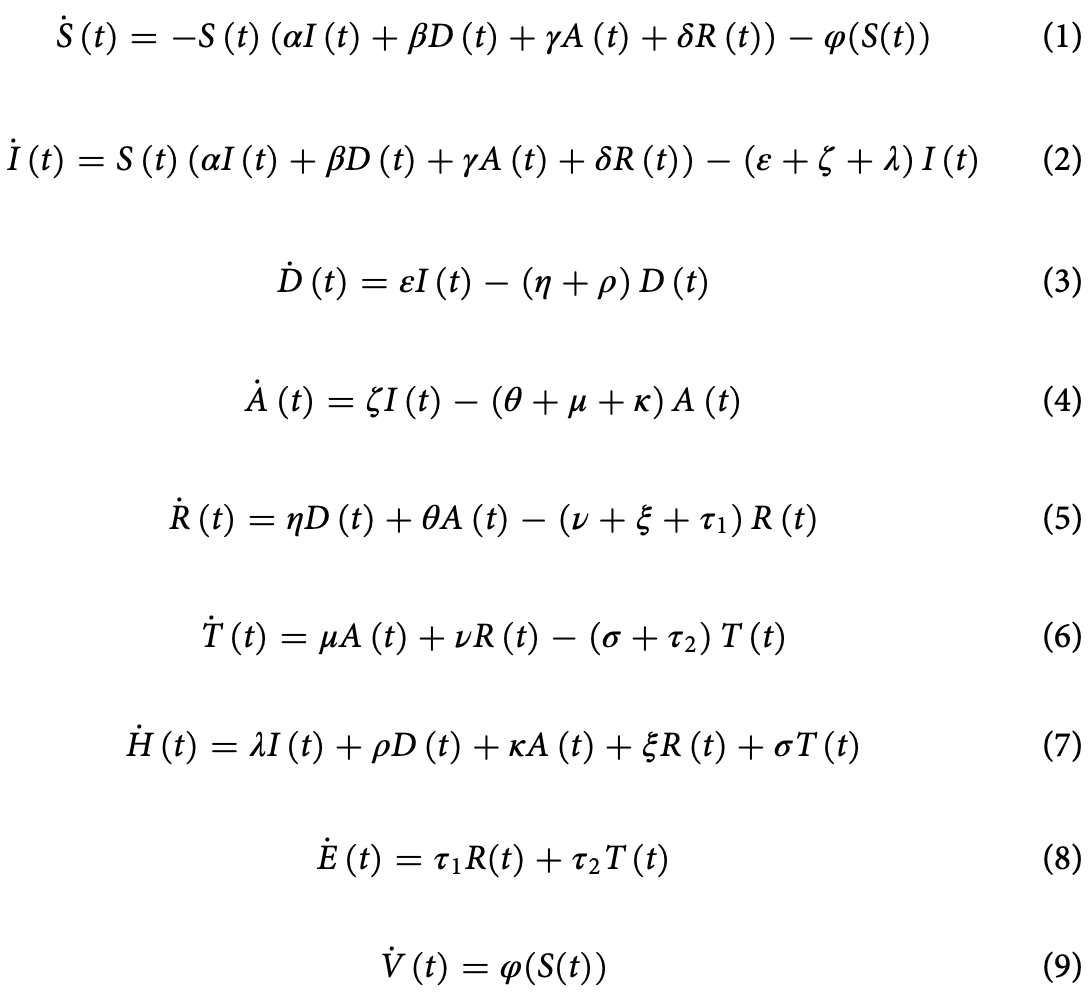 Ṡ(t) = −S(t)(αI(t) + βD(t) + γA(t) + δR(t)) − φ(S(t)) (1)
İ(t) = S(t)(αI(t) + βD(t) + γA(t) + δR(t)) − (ε + ζ + λ)I(t) (2)
Ḋ(t) = εI(t) − (η + ρ)D(t) (3)
Ȧ(t) = ζI(t) − (θ + μ + κ)A(t) (4)
Ṙ(t) = ηD(t) + θA(t) − (ν + ξ + τ₁)R(t) (5)
Ṫ(t) = μA(t) + νR(t) − (σ + τ₂)T(t) (6)
Ḣ(t) = λI(t) + ρD(t) + κA(t) + ξR(t) + σT(t) (7)
Ė(t) = τ₁R(t) + τ₂T(t) (8)
V̇(t) = φ(S(t)) (9)